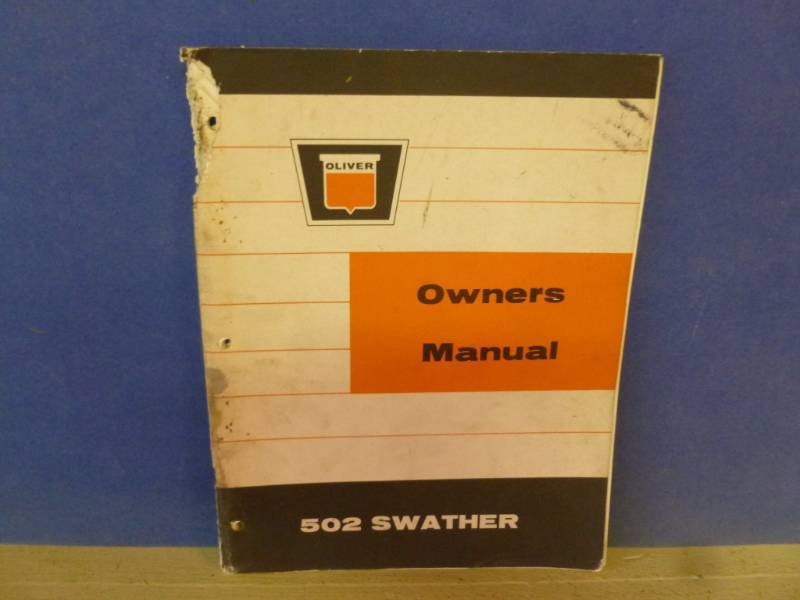 OLIVER
Owners
Manual
502 SWATHER